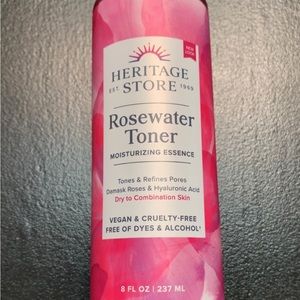 NEW LOOK!
HERITAGE
EST STORE 1969
Rosewater
Toner
MOISTURIZING ESSENCE
Tones & Refines Pores
Damask Roses & Hyaluronic Acid
Dry to Combination Skin
VEGAN & CRUELTY-FREE
FREE OF DYES & ALCOHOL†
8 FL OZ | 237 ML